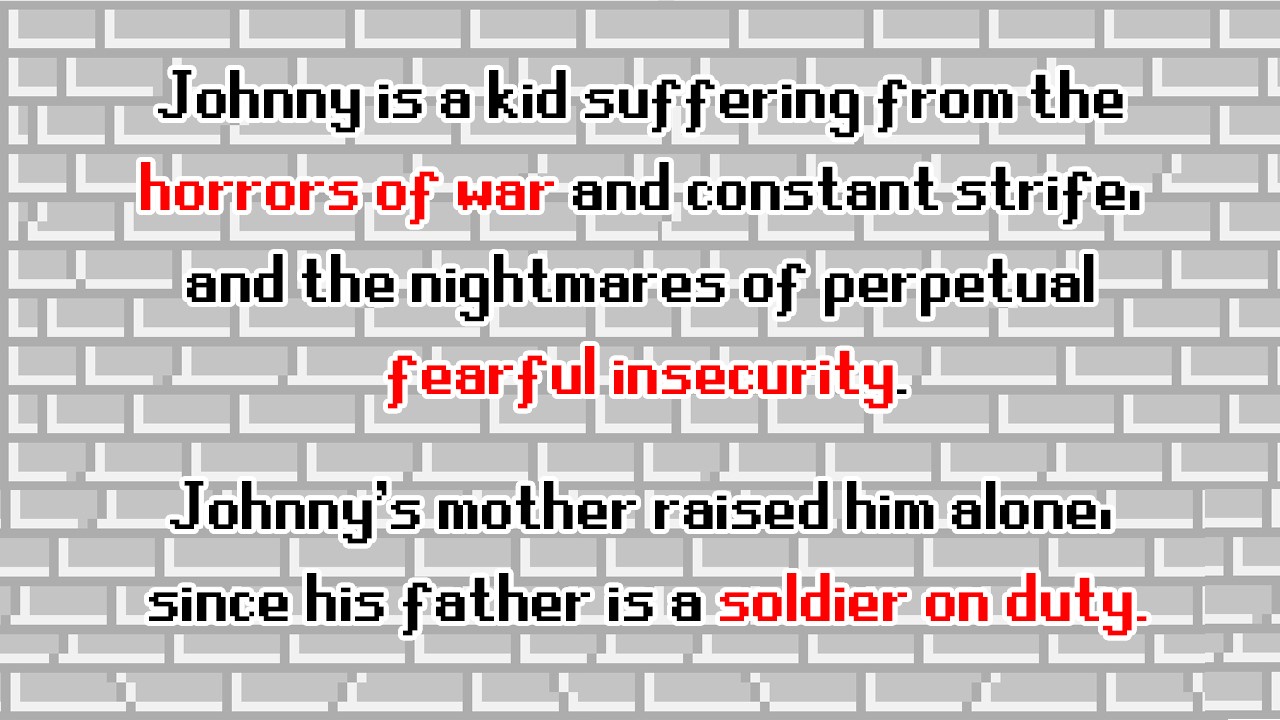 Johnny is a kid suffering from the
horrors of war and constant strife,
and the nightmares of perpetual
fearful insecurity.
Johnny's mother raised him alone,
since his father is a soldier on duty.